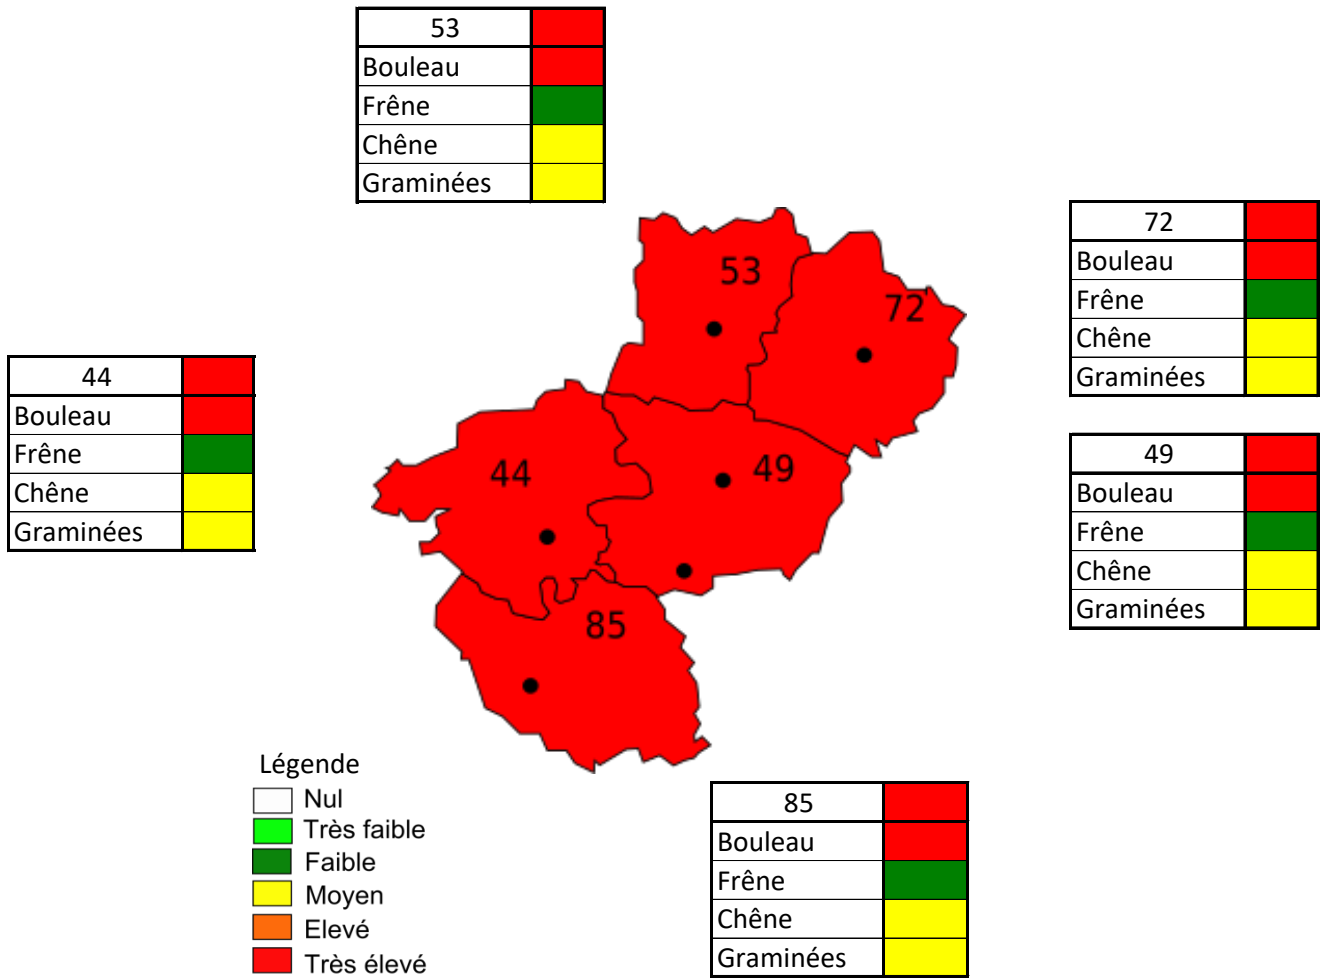 53
Bouleau
Frêne
Chêne
Graminées
72
Bouleau
Frêne
Chêne
Graminées
53
72
44
Bouleau
Frêne
Chêne
Graminées
44
49
49
Bouleau
Frêne
Chêne
Graminées
85
Légende
Nul
Très faible
Faible
Moyen
Elevé
Très élevé
85
Bouleau
Frêne
Chêne
Graminées